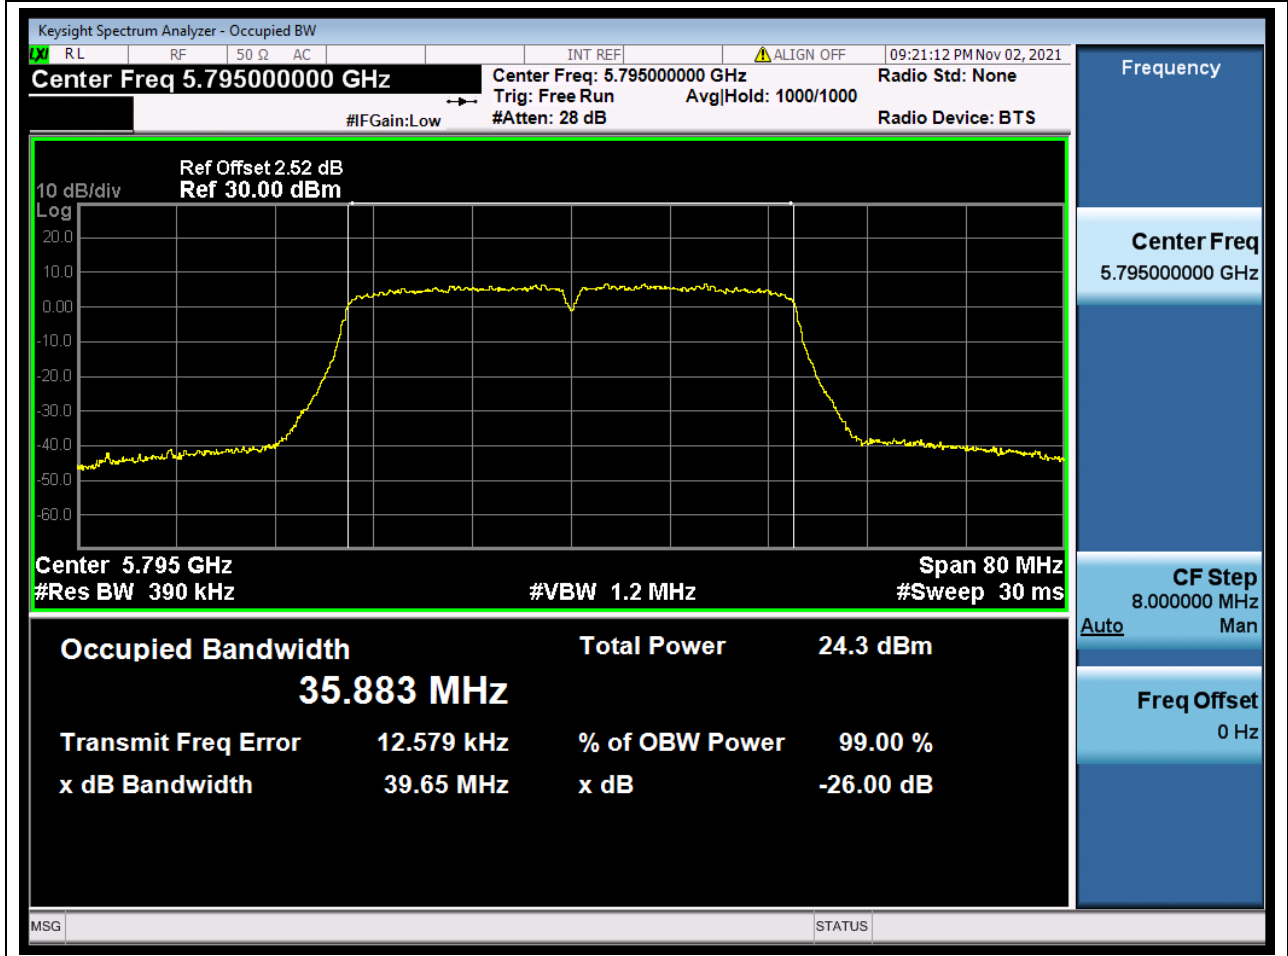 Keysight Spectrum Analyzer - Occupied BW
LXI RL RF 50 Ω AC INT REF ALIGN OFF 09:21:12 PM Nov 02, 2021
Center Freq 5.795000000 GHz
Center Freq: 5.795000000 GHz Radio Std: None
Trig: Free Run Avg|Hold: 1000/1000
#IFGain:Low #Atten: 28 dB Radio Device: BTS
Ref Offset 2.52 dB
10 dB/div Ref 30.00 dBm
Log
20.0
10.0
0.00
-10.0
-20.0
-30.0
-40.0
-50.0
-60.0
Center 5.795 GHz Span 80 MHz
#Res BW 390 kHz #VBW 1.2 MHz #Sweep 30 ms
Occupied Bandwidth Total Power 24.3 dBm
35.883 MHz
Transmit Freq Error 12.579 kHz % of OBW Power 99.00 %
x dB Bandwidth 39.65 MHz x dB -26.00 dB
MSG STATUS
Frequency
Center Freq
5.795000000 GHz
CF Step
8.000000 MHz
Auto Man
Freq Offset
0 Hz